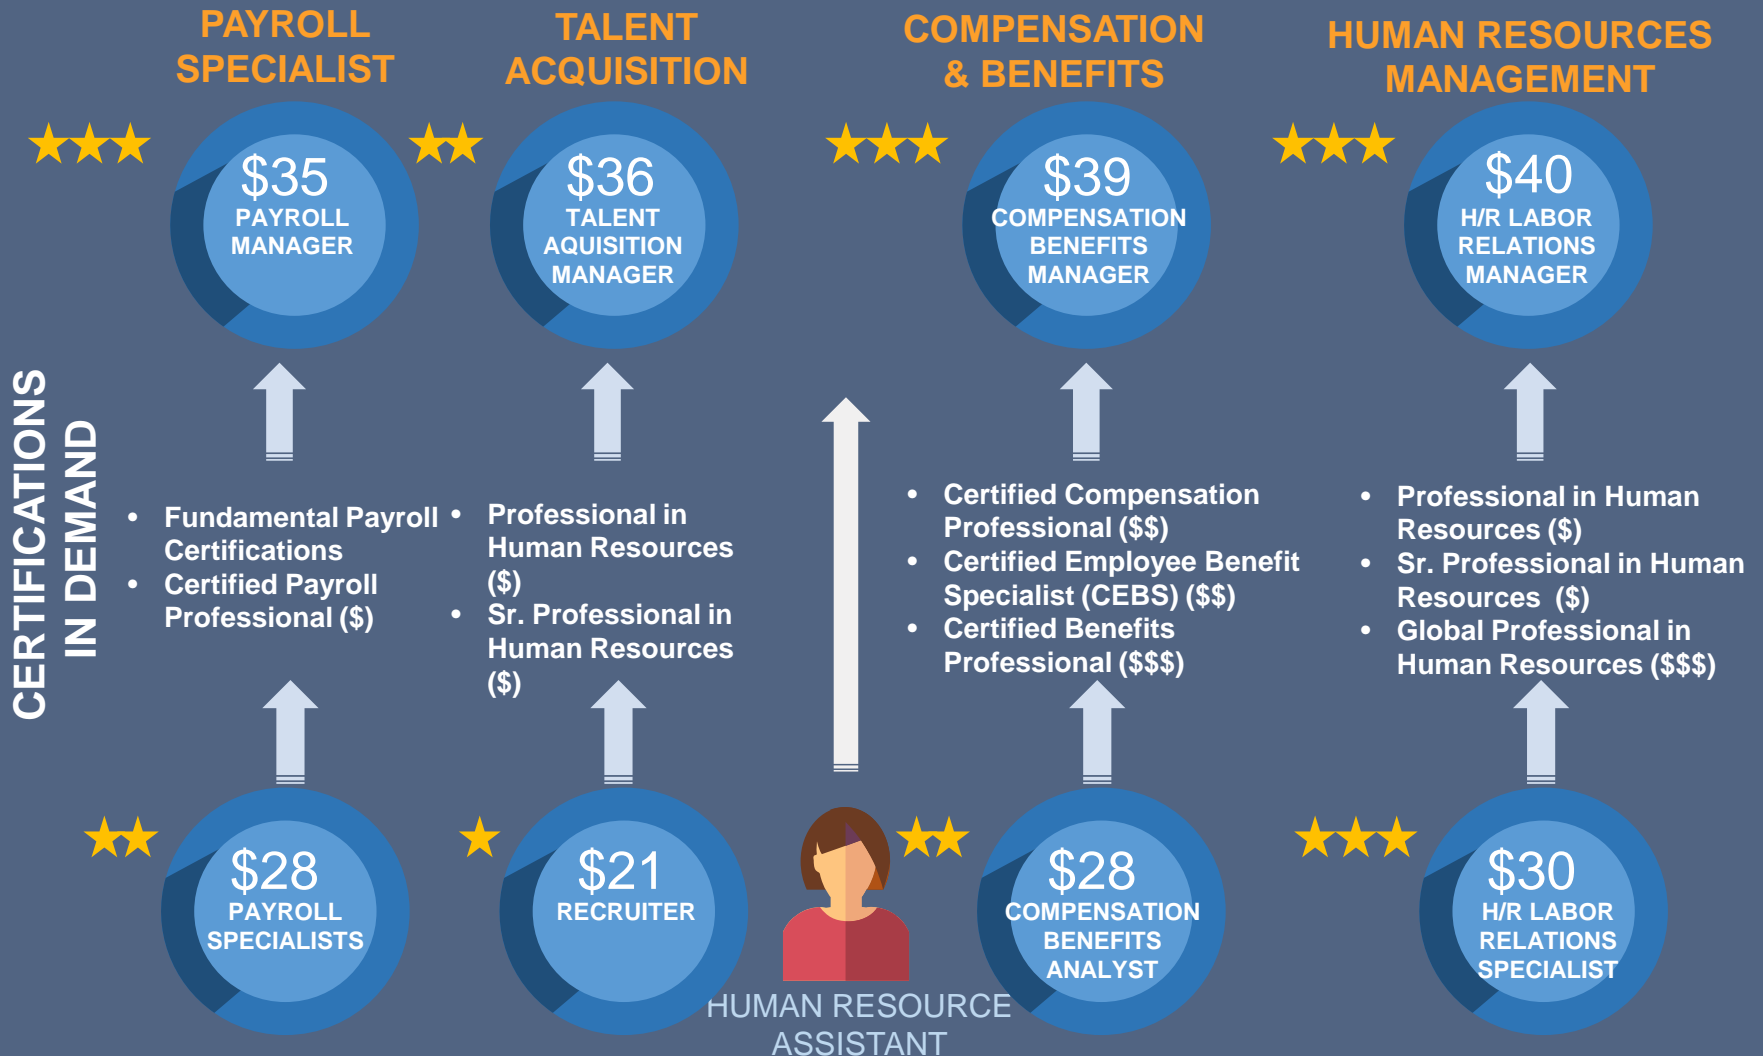 PAYROLL
SPECIALIST
TALENT
ACQUISITION
COMPENSATION
& BENEFITS
HUMAN RESOURCES
MANAGEMENT
$35
PAYROLL
MANAGER
$36
TALENT
AQUISITION
MANAGER
$39
COMPENSATION
BENEFITS
MANAGER
$40
H/R LABOR
RELATIONS
MANAGER
CERTIFICATIONS
IN DEMAND
• Fundamental Payroll
Certifications
• Certified Payroll
Professional ($)
• Professional in
Human Resources
($)
• Sr. Professional in
Human Resources
($)
• Certified Compensation
Professional ($$)
• Certified Employee Benefit
Specialist (CEBS) ($$)
• Certified Benefits
Professional ($$$)
• Professional in Human
Resources ($)
• Sr. Professional in Human
Resources ($)
• Global Professional in
Human Resources ($$$)
$28
PAYROLL
SPECIALISTS
$21
RECRUITER
HUMAN RESOURCE
ASSISTANT
$28
COMPENSATION
BENEFITS
ANALYST
$30
H/R LABOR
RELATIONS
SPECIALIST